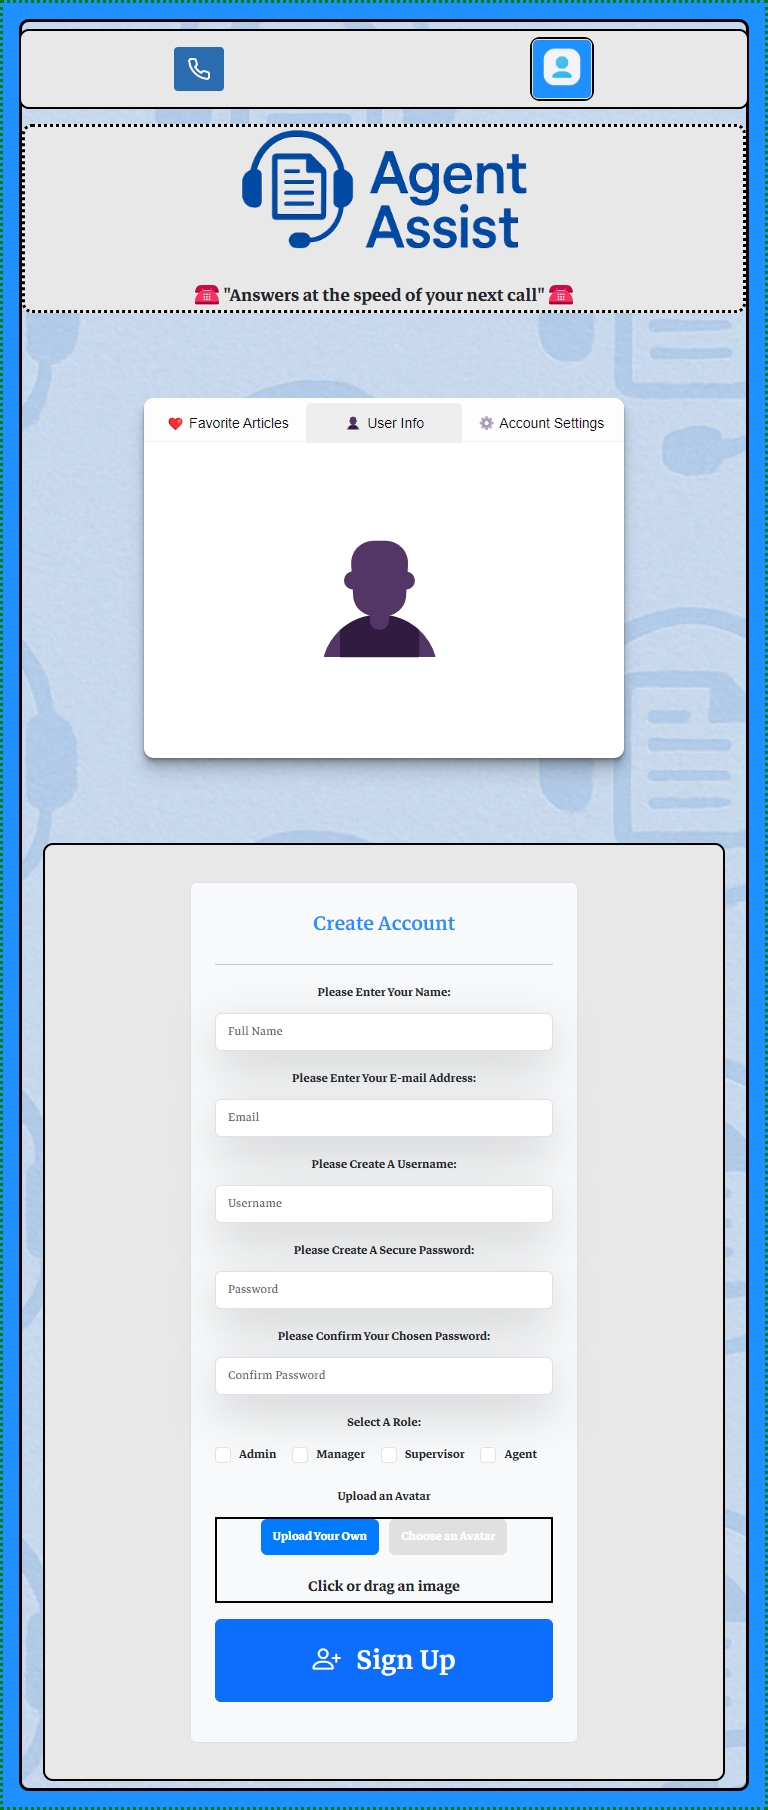 Agent
Assist
☎️ "Answers at the speed of your next call" ☎️
Favorite Articles
User Info
Account Settings
Create Account
Please Enter Your Name:
Full Name
Please Enter Your E-mail Address:
Email
Please Create A Username:
Username
Please Create A Secure Password:
Password
Please Confirm Your Chosen Password:
Confirm Password
Select A Role:
Admin Manager Supervisor Agent
Upload an Avatar
Upload Your Own Choose an Avatar
Click or drag an image
Sign Up